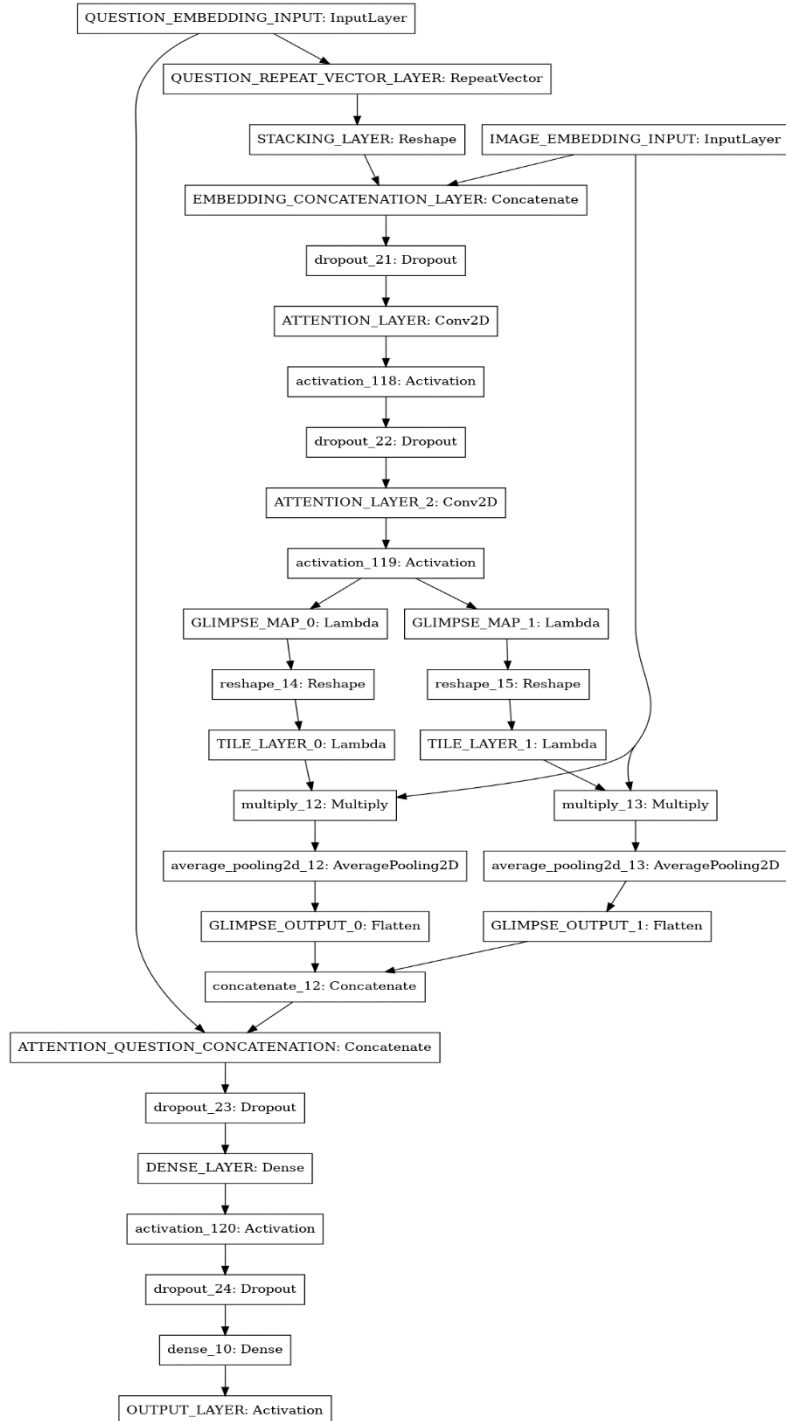 QUESTION_EMBEDDING_INPUT: InputLayer
QUESTION_REPEAT_VECTOR_LAYER: RepeatVector
STACKING_LAYER: Reshape
IMAGE_EMBEDDING_INPUT: InputLayer
EMBEDDING_CONCATENATION_LAYER: Concatenate
dropout_21: Dropout
ATTENTION_LAYER: Conv2D
activation_118: Activation
dropout_22: Dropout
ATTENTION_LAYER_2: Conv2D
activation_119: Activation
GLIMPSE_MAP_0: Lambda
GLIMPSE_MAP_1: Lambda
reshape_14: Reshape
reshape_15: Reshape
TILE_LAYER_0: Lambda
TILE_LAYER_1: Lambda
multiply_12: Multiply
multiply_13: Multiply
average_pooling2d_12: AveragePooling2D
average_pooling2d_13: AveragePooling2D
GLIMPSE_OUTPUT_0: Flatten
GLIMPSE_OUTPUT_1: Flatten
concatenate_12: Concatenate
ATTENTION_QUESTION_CONCATENATION: Concatenate
dropout_23: Dropout
DENSE_LAYER: Dense
activation_120: Activation
dropout_24: Dropout
dense_10: Dense
OUTPUT_LAYER: Activation